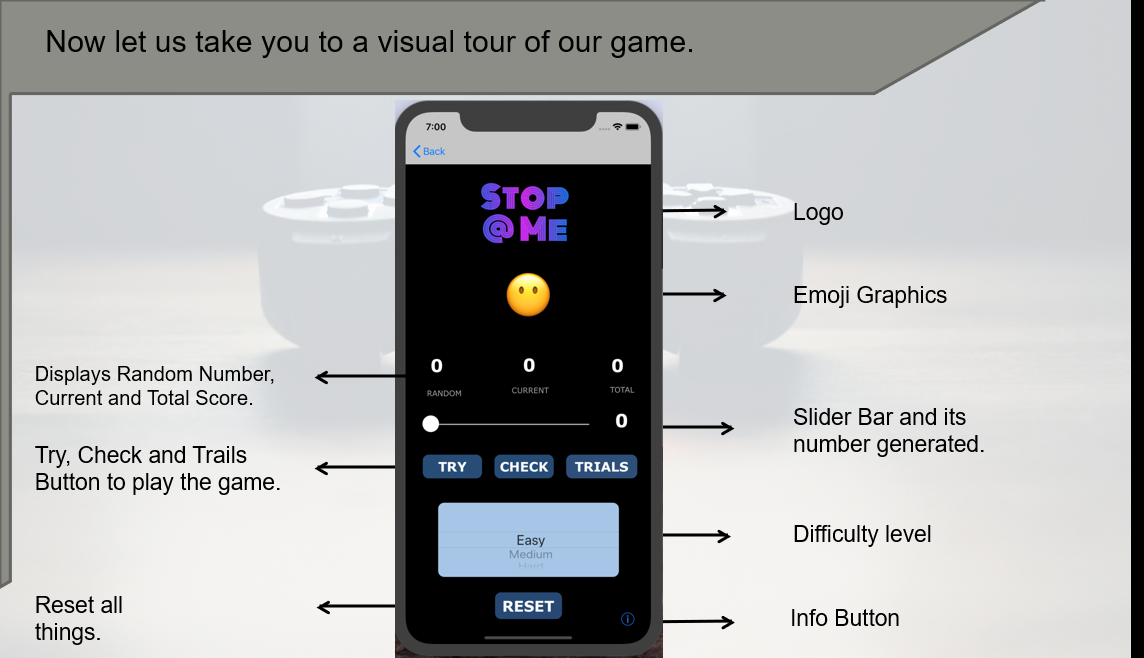 Now let us take you to a visual tour of our game.
7:00
Back
STOP
@ ME
Logo
Emoji Graphics
0 0 0
RANDOM CURRENT TOTAL
Displays Random Number,
Current and Total Score.
0
Slider Bar and its
number generated.
Try, Check and Trails
Button to play the game.
TRY CHECK TRIALS
Easy
Medium
Hard
Difficulty level
Reset all
things.
RESET
i
Info Button